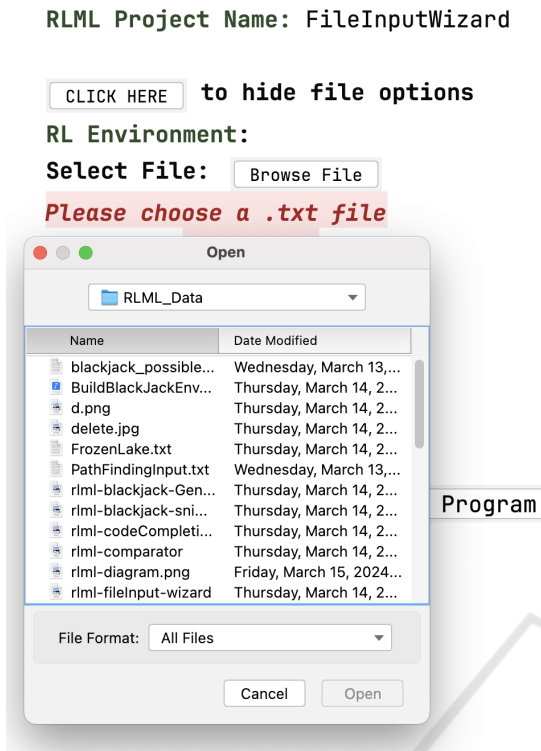 RLML Project Name: FileInputWizard
CLICK HERE to hide file options
RL Environment:
Select File: Browse File
Please choose a .txt file
Open
RLML_Data
Name Date Modified
blackjack_possible... Wednesday, March 13,...
BuildBlackJackEnv... Thursday, March 14, 2...
d.png Thursday, March 14, 2...
delete.jpg Thursday, March 14, 2...
FrozenLake.txt Thursday, March 14, 2...
PathFindingInput.txt Wednesday, March 13,...
rlml-blackjack-Gen... Thursday, March 14, 2...
rlml-blackjack-sni... Thursday, March 14, 2...
rlml-codeCompleti... Thursday, March 14, 2...
rlml-comparator Thursday, March 14, 2...
rlml-diagram.png Friday, March 15, 2024...
rlml-fileInput-wizard Thursday, March 14, 2...
Program
File Format: All Files
Cancel Open